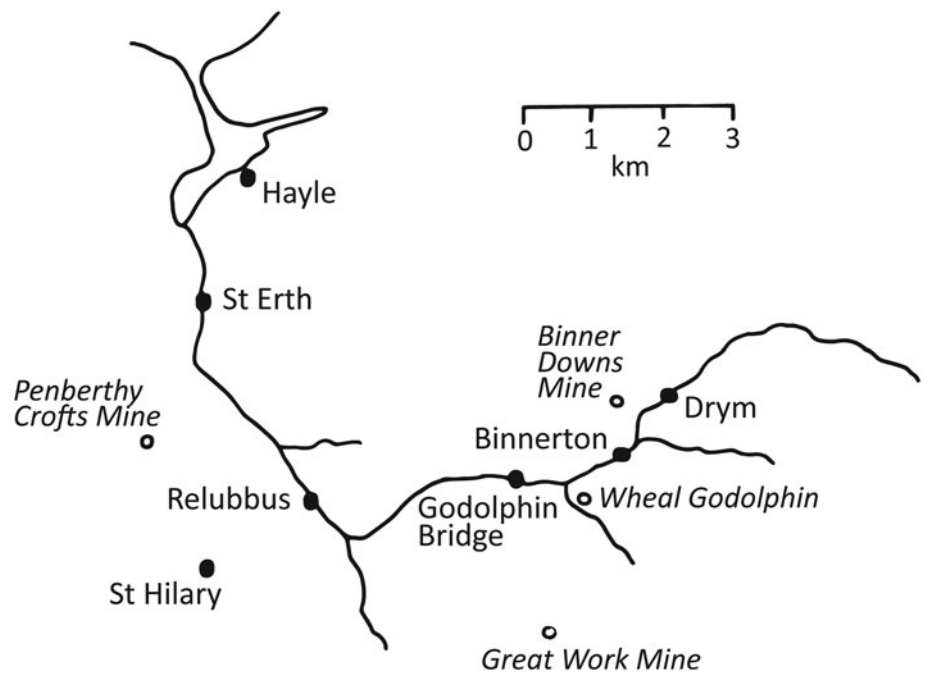 0 1 2 3
km
Hayle
St Erth
Binner
Downs
Mine
Penberthy
Crofts Mine
Drym
Binnerton
Relubbus
Godolphin
Bridge
Wheal Godolphin
St Hilary
Great Work Mine